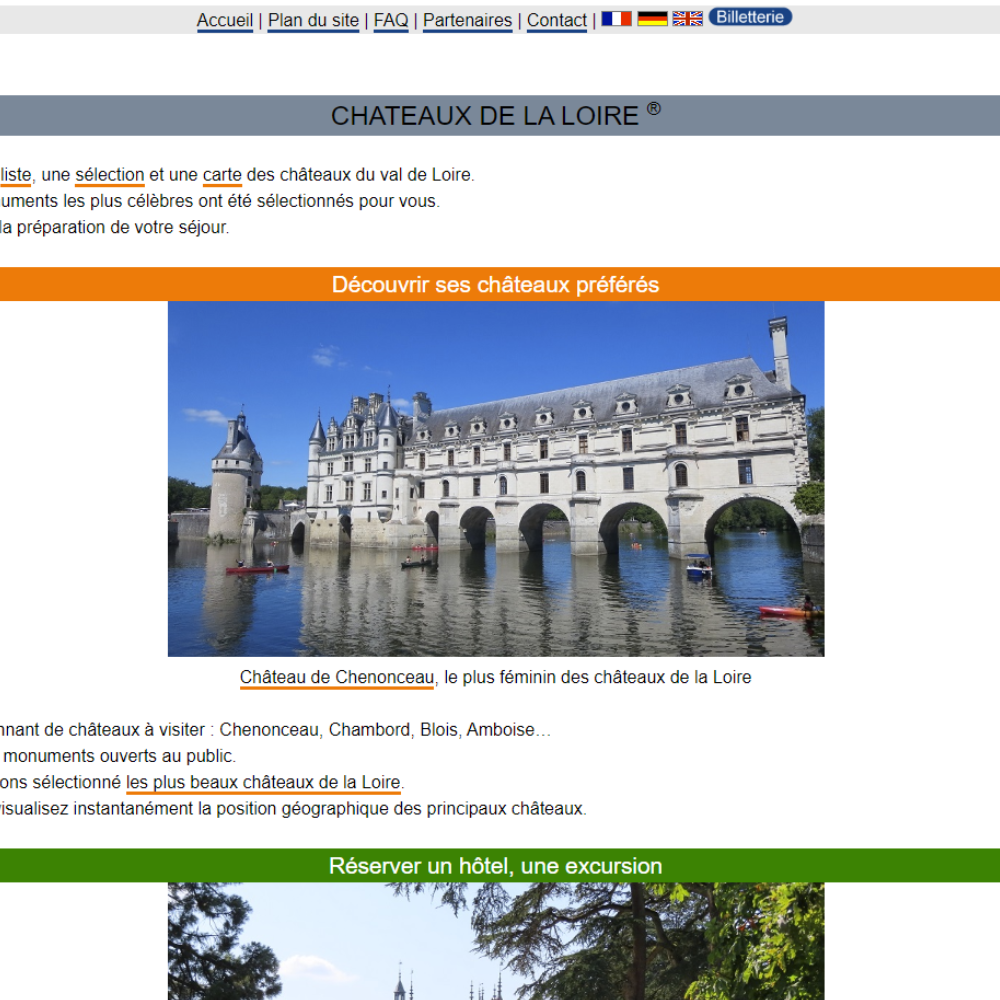 Accueil | Plan du site | FAQ | Partenaires | Contact | Billetterie
CHATEAUX DE LA LOIRE ®
liste, une sélection et une carte des châteaux du val de Loire.
uments les plus célèbres ont été sélectionnés pour vous.
la préparation de votre séjour.
Découvrir ses châteaux préférés
Château de Chenonceau, le plus féminin des châteaux de la Loire
nnant de châteaux à visiter : Chenonceau, Chambord, Blois, Amboise…
monuments ouverts au public.
ons sélectionné les plus beaux châteaux de la Loire.
visualisez instantanément la position géographique des principaux châteaux.
Réserver un hôtel, une excursion